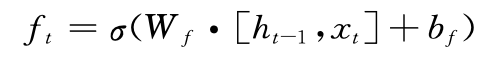 f_t = σ(W_f • [h_{t−1}, x_t] + b_f)